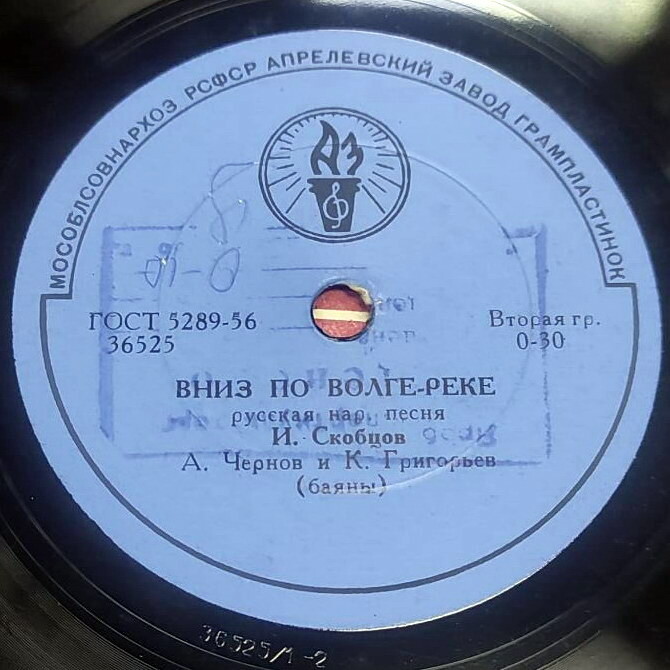 МОСОБЛСОВНАРХОЗ РСФСР АПРЕЛЕВСКИЙ ЗАВОД ГРАМПЛАСТИНОК
АЗ
ГОСТ 5289-56
36525
Вторая гр.
0-30
ВНИЗ ПО ВОЛГЕ-РЕКЕ
русская нар. песня
И. Скобцов
А. Чернов и К. Григорьев
(баяны)
36525/1-2